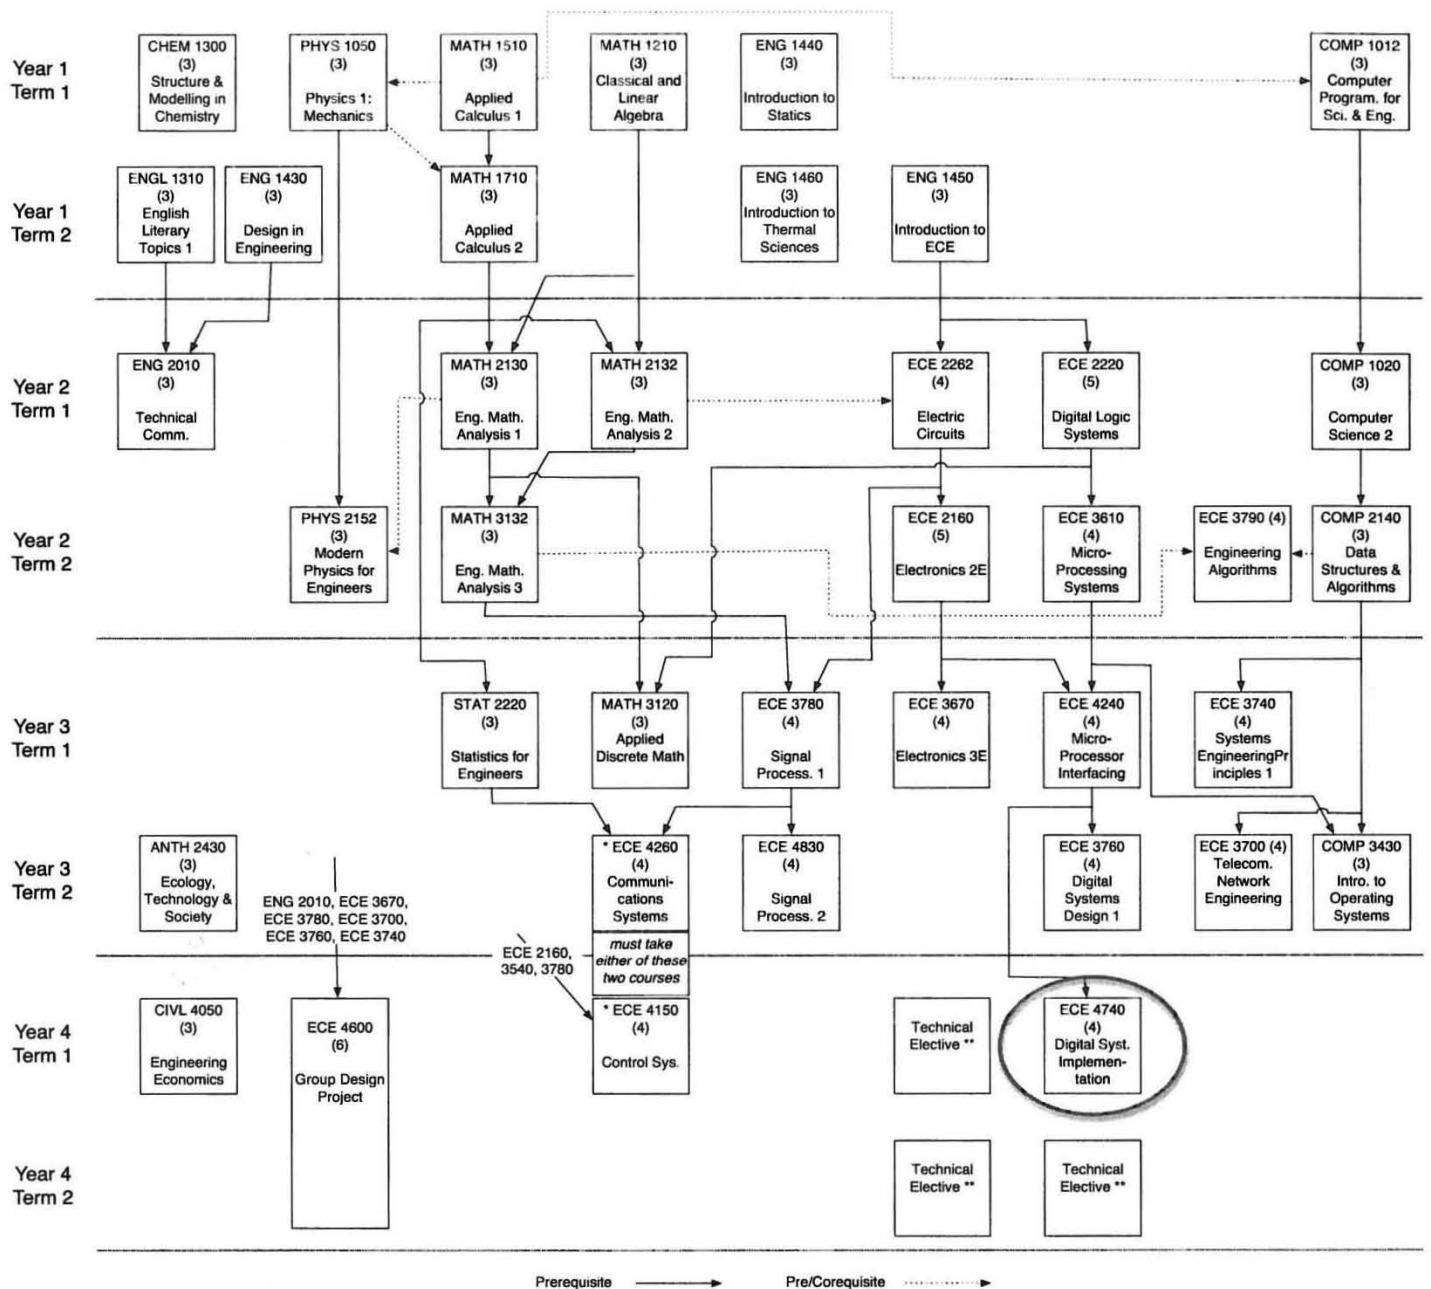 Year 1
Term 1
CHEM 1300
(3)
Structure &
Modelling in
Chemistry
PHYS 1050
(3)
Physics 1:
Mechanics
MATH 1510
(3)
Applied
Calculus 1
MATH 1210
(3)
Classical and
Linear
Algebra
ENG 1440
(3)
Introduction to
Statics
COMP 1012
(3)
Computer
Program. for
Sci. & Eng.
Year 1
Term 2
ENGL 1310
(3)
English
Literary
Topics 1
ENG 1430
(3)
Design in
Engineering
MATH 1710
(3)
Applied
Calculus 2
ENG 1460
(3)
Introduction to
Thermal
Sciences
ENG 1450
(3)
Introduction to
ECE
Year 2
Term 1
ENG 2010
(3)
Technical
Comm.
MATH 2130
(3)
Eng. Math.
Analysis 1
MATH 2132
(3)
Eng. Math.
Analysis 2
ECE 2262
(4)
Electric
Circuits
ECE 2220
(5)
Digital Logic
Systems
COMP 1020
(3)
Computer
Science 2
Year 2
Term 2
PHYS 2152
(3)
Modern
Physics for
Engineers
MATH 3132
(3)
Eng. Math.
Analysis 3
ECE 2160
(5)
Electronics 2E
ECE 3610
(4)
Micro-
Processing
Systems
ECE 3790 (4)
Engineering
Algorithms
COMP 2140
(3)
Data
Structures &
Algorithms
Year 3
Term 1
STAT 2220
(3)
Statistics for
Engineers
MATH 3120
(3)
Applied
Discrete Math
ECE 3780
(4)
Signal
Process. 1
ECE 3670
(4)
Electronics 3E
ECE 4240
(4)
Micro-
Processor
Interfacing
ECE 3740
(4)
Systems
EngineeringPr
inciples 1
Year 3
Term 2
ANTH 2430
(3)
Ecology,
Technology &
Society
ENG 2010, ECE 3670,
ECE 3780, ECE 3700,
ECE 3760, ECE 3740
* ECE 4260
(4)
Communi-
cations
Systems
ECE 4830
(4)
Signal
Process. 2
ECE 3760
(4)
Digital
Systems
Design 1
ECE 3700 (4)
Telecom.
Network
Engineering
COMP 3430
(3)
Intro. to
Operating
Systems
ECE 2160,
3540, 3780
must take
either of these
two courses
Year 4
Term 1
CIVL 4050
(3)
Engineering
Economics
ECE 4600
(6)
Group Design
Project
* ECE 4150
(4)
Control Sys.
Technical
Elective **
ECE 4740
(4)
Digital Syst.
Implemen-
tation
Year 4
Term 2
Technical
Elective **
Technical
Elective **
Prerequisite
Pre/Corequisite